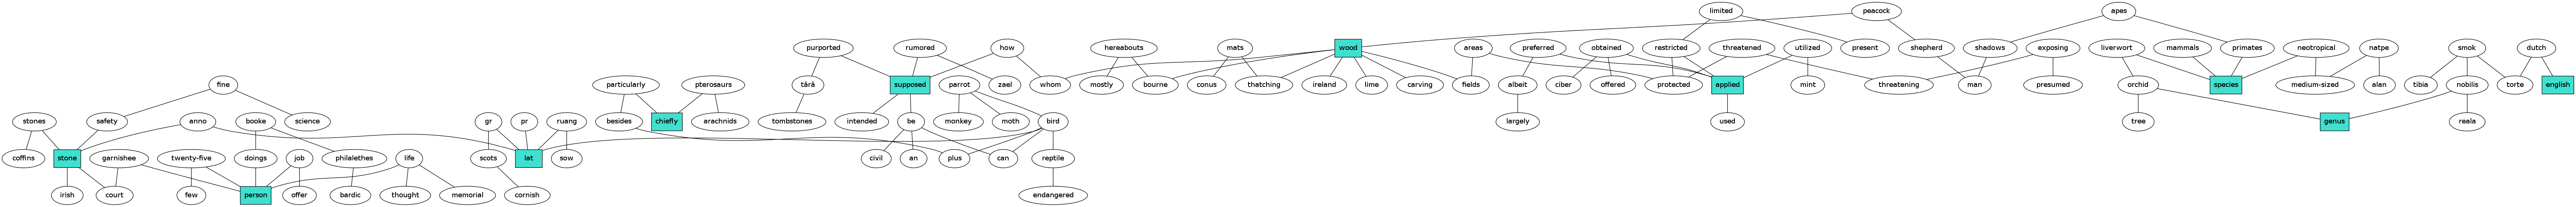 limited
peacock
apes
purported
rumored
how
hereabouts
mats
wood
areas
preferred
obtained
restricted
threatened
utilized
present
shepherd
shadows
exposing
liverwort
mammals
primates
neotropical
natpe
smok
dutch
fine
particularly
pterosaurs
tără
supposed
parrot
zael
whom
mostly
bourne
conus
thatching
ireland
lime
carving
fields
albeit
ciber
offered
protected
applied
mint
threatening
man
presumed
orchid
species
medium-sized
alan
tibia
nobilis
torte
english
stones
safety
anno
booke
science
gr
pr
ruang
besides
chiefly
arachnids
tombstones
intended
be
monkey
moth
bird
largely
used
tree
genus
reala
coffins
stone
garnishee
twenty-five
doings
job
philalethes
life
scots
lat
sow
civil
an
plus
can
reptile
irish
court
few
person
offer
bardic
thought
memorial
cornish
endangered